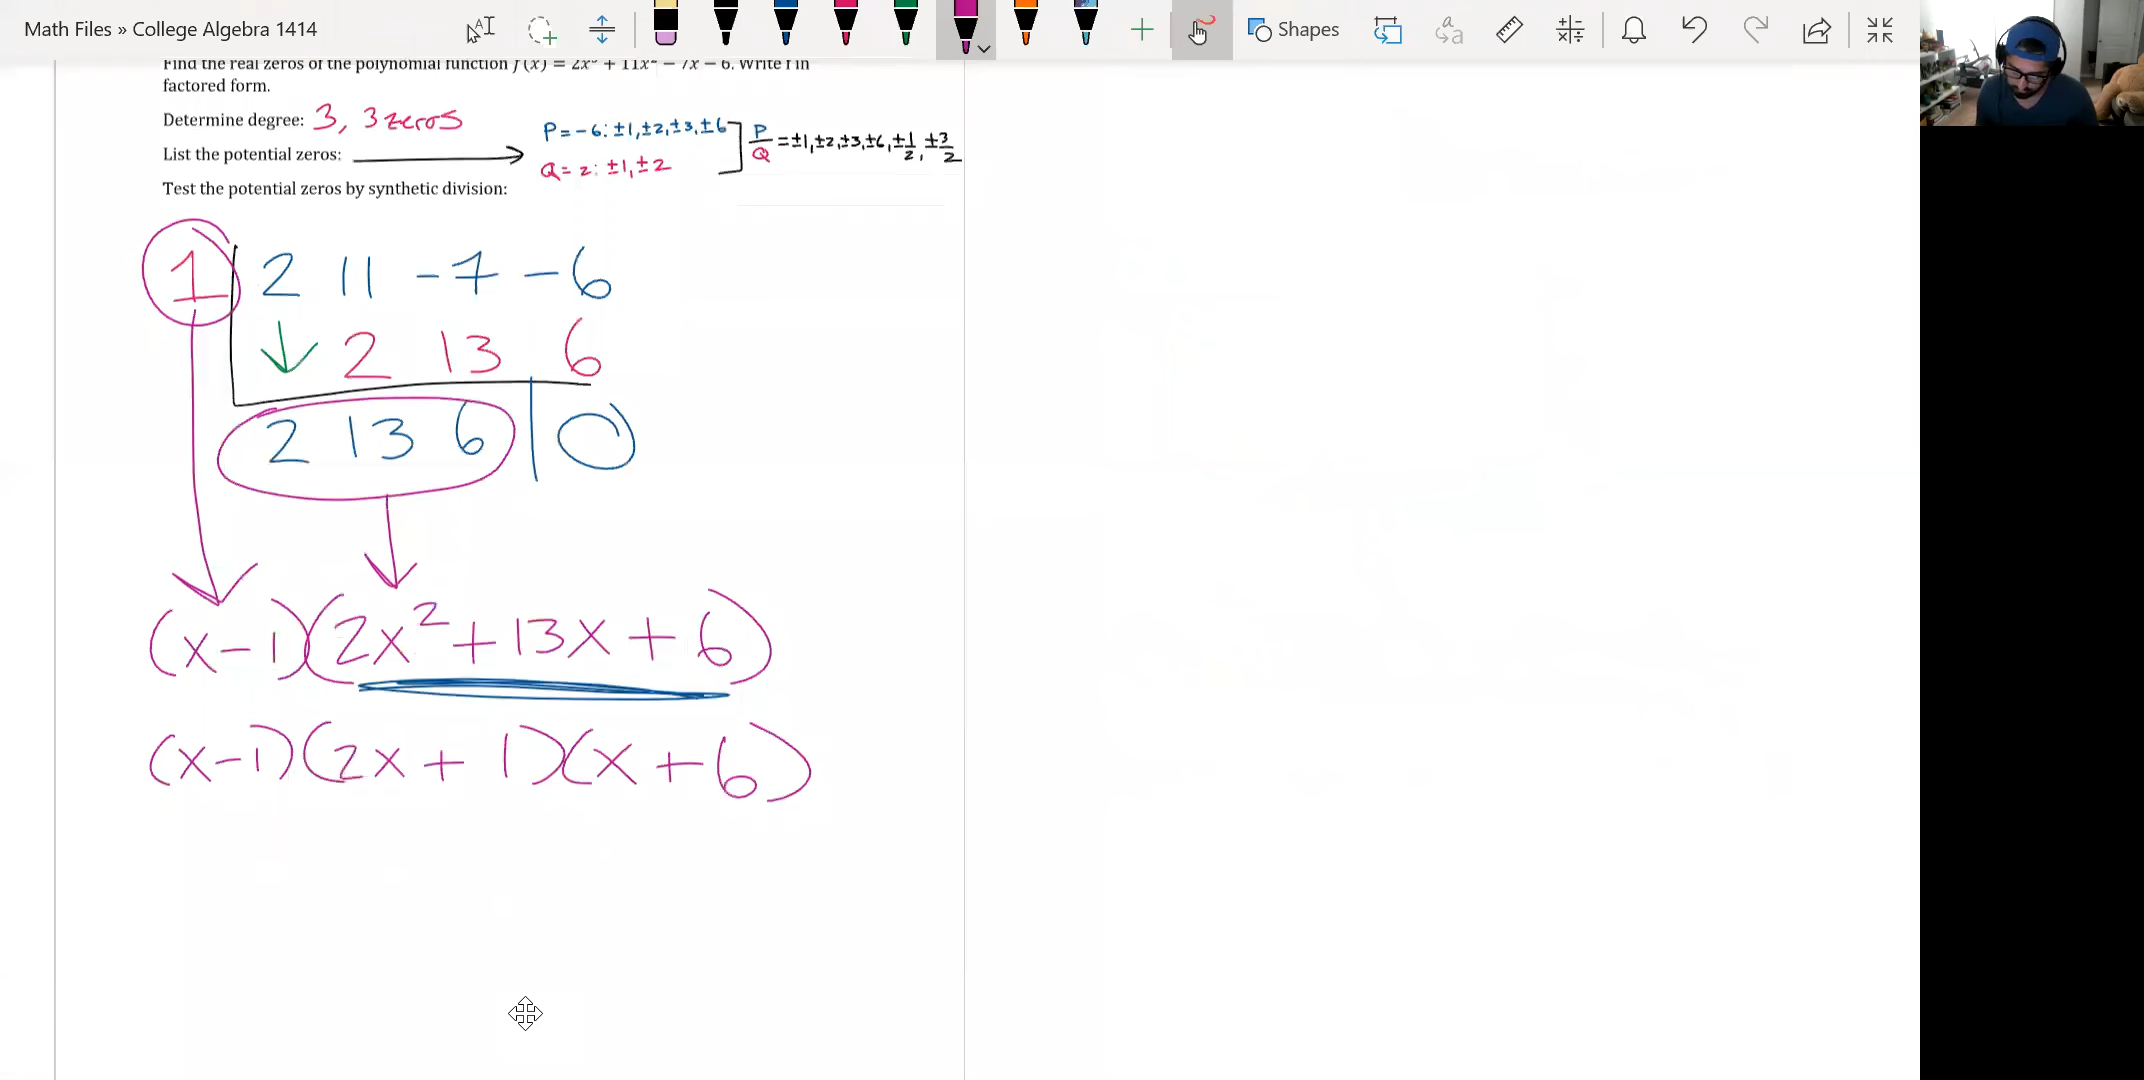 Math Files » College Algebra 1414
Shapes
Find the real zeros of the polynomial function f(x) = 2x³ + 11x² − 7x − 6. Write f in
factored form.
Determine degree: 3, 3 zeros
List the potential zeros:
P = -6: ±1, ±2, ±3, ±6
Q = 2: ±1, ±2
P/Q = ±1, ±2, ±3, ±6, ±1/2, ±3/2
Test the potential zeros by synthetic division:
1 | 2 11 -7 -6
↓ 2 13 6
2 13 6 | 0
(x-1)(2x²+13x+6)
(x-1)(2x+1)(x+6)